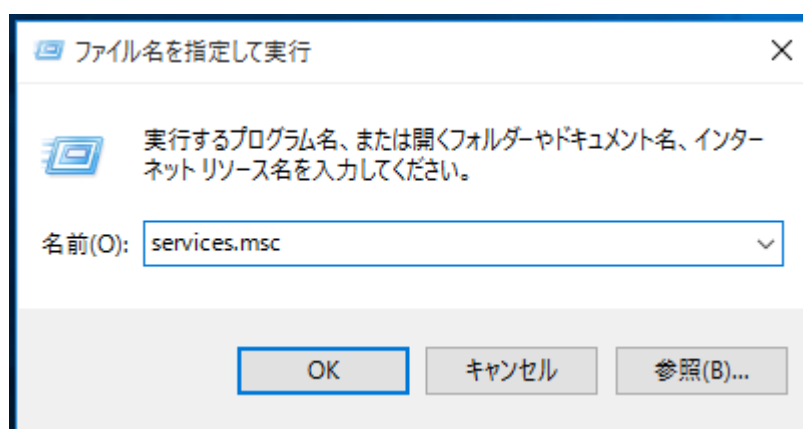 ファイル名を指定して実行
実行するプログラム名、または開くフォルダーやドキュメント名、インター
ネット リソース名を入力してください。
名前(O): services.msc
OK キャンセル 参照(B)...